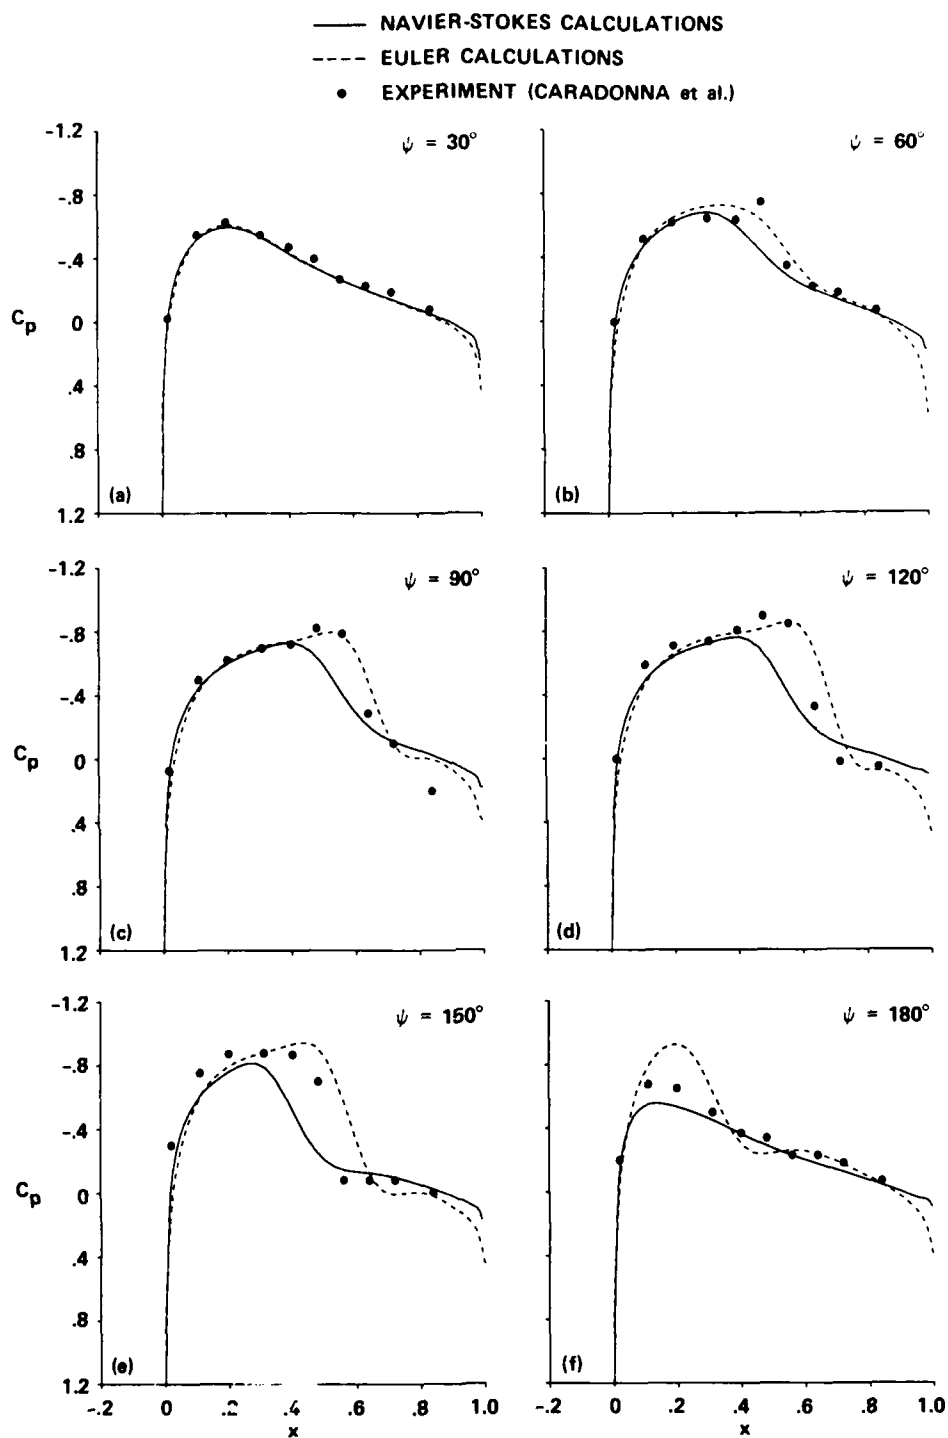 NAVIER-STOKES CALCULATIONS
EULER CALCULATIONS
EXPERIMENT (CARADONNA et al.)
-1.2
-.8
-.4
0
.4
.8
1.2
Cp
ψ = 30°
(a)
ψ = 60°
(b)
-1.2
-.8
-.4
0
.4
.8
1.2
Cp
ψ = 90°
(c)
ψ = 120°
(d)
-1.2
-.8
-.4
0
.4
.8
1.2
Cp
ψ = 150°
(e)
ψ = 180°
(f)
-.2 0 .2 .4 .6 .8 1.0
x
-.2 0 .2 .4 .6 .8 1.0
x